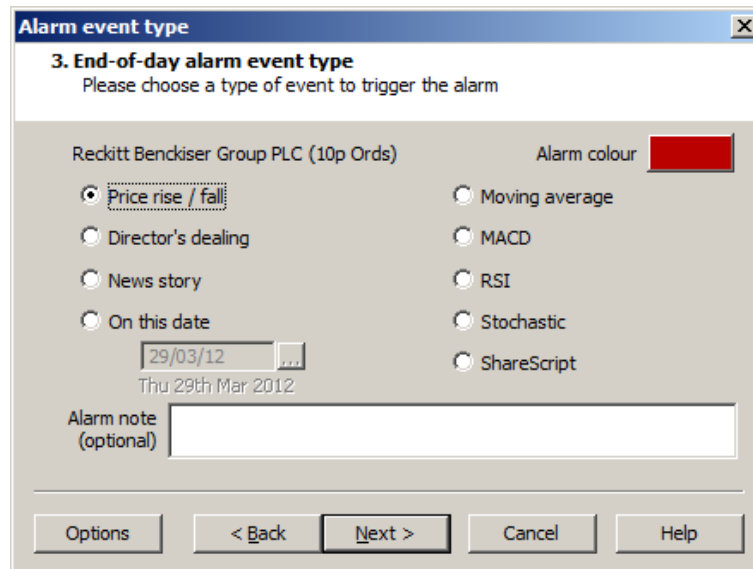 Alarm event type
3. End-of-day alarm event type
Please choose a type of event to trigger the alarm
Reckitt Benckiser Group PLC (10p Ords)
Alarm colour
Price rise / fall
Moving average
Director's dealing
MACD
News story
RSI
On this date
Stochastic
29/03/12
...
ShareScript
Thu 29th Mar 2012
Alarm note
(optional)
Options
< Back
Next >
Cancel
Help